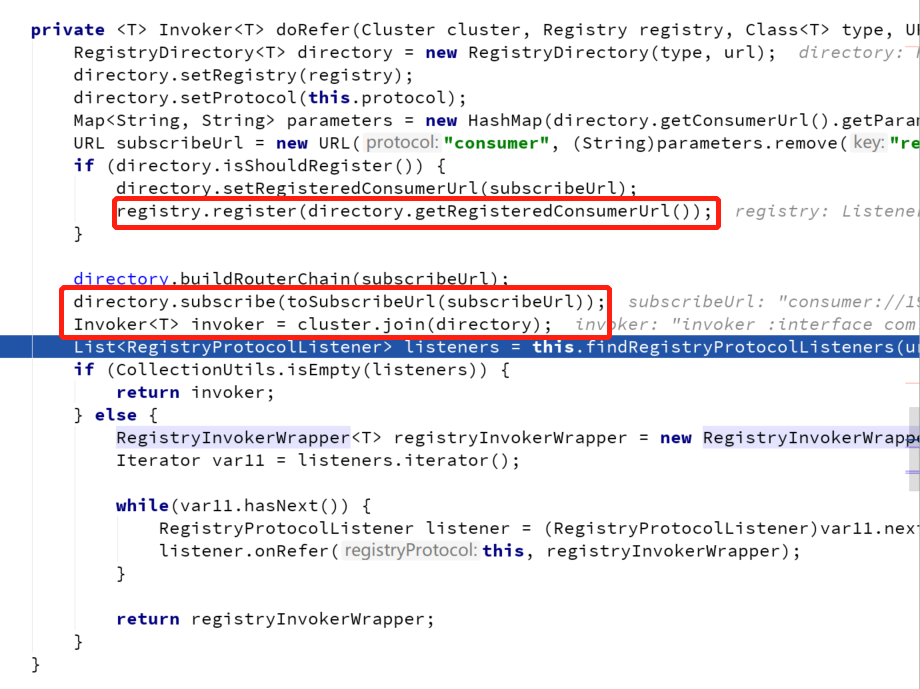 private <T> Invoker<T> doRefer(Cluster cluster, Registry registry, Class<T> type, U
RegistryDirectory<T> directory = new RegistryDirectory(type, url); directory:
directory.setRegistry(registry);
directory.setProtocol(this.protocol);
Map<String, String> parameters = new HashMap(directory.getConsumerUrl().getParam
URL subscribeUrl = new URL( protocol: "consumer", (String)parameters.remove( key: "re
if (directory.isShouldRegister()) {
directory.setRegisteredConsumerUrl(subscribeUrl);
registry.register(directory.getRegisteredConsumerUrl()); registry: Listene
}
directory.buildRouterChain(subscribeUrl);
directory.subscribe(toSubscribeUrl(subscribeUrl)); subscribeUrl: "consumer://19
Invoker<T> invoker = cluster.join(directory); invoker: "invoker :interface com
List<RegistryProtocolListener> listeners = this.findRegistryProtocolListeners(ur
if (CollectionUtils.isEmpty(listeners)) {
return invoker;
} else {
RegistryInvokerWrapper<T> registryInvokerWrapper = new RegistryInvokerWrappe
Iterator var11 = listeners.iterator();
while(var11.hasNext()) {
RegistryProtocolListener listener = (RegistryProtocolListener)var11.next
listener.onRefer( registryProtocol: this, registryInvokerWrapper);
}
return registryInvokerWrapper;
}
}